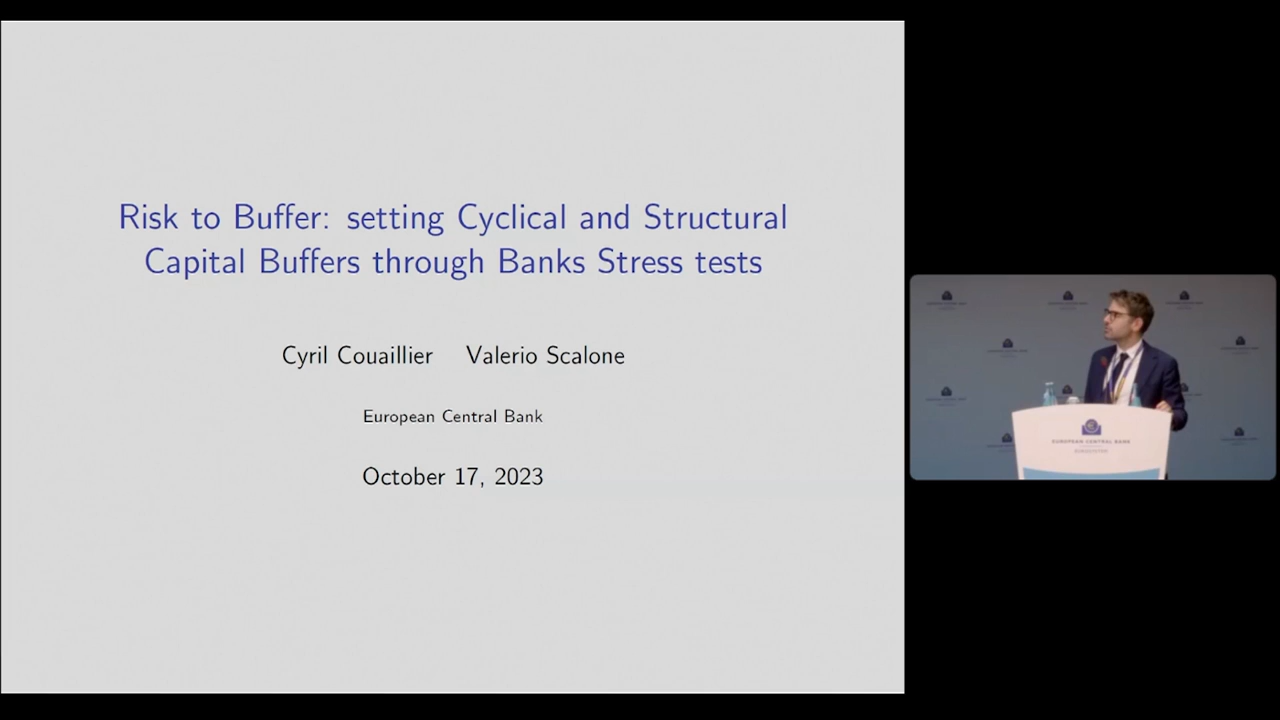 Risk to Buffer: setting Cyclical and Structural
Capital Buffers through Banks Stress tests
Cyril Couaillier Valerio Scalone
European Central Bank
October 17, 2023
EUROPEAN CENTRAL BANK